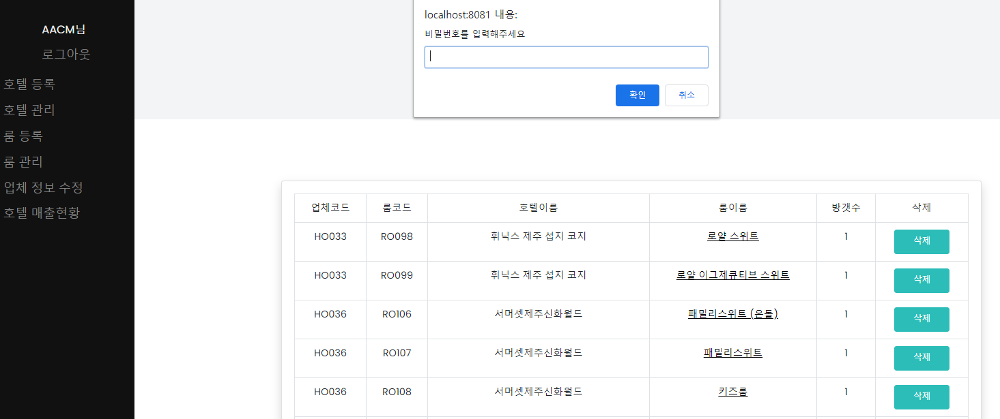 localhost:8081 내용:
비밀번호를 입력해주세요
확인 취소
AACM님
로그아웃
호텔 등록
호텔 관리
룸 등록
룸 관리
업체 정보 수정
호텔 매출현황
업체코드 룸코드 호텔이름 룸이름 방갯수 삭제
HO033 RO098 휘닉스 제주 섭지 코지 로얄 스위트 1 삭제
HO033 RO099 휘닉스 제주 섭지 코지 로얄 이그제큐티브 스위트 1 삭제
HO036 RO106 서머셋제주신화월드 패밀리스위트 (온돌) 1 삭제
HO036 RO107 서머셋제주신화월드 패밀리스위트 1 삭제
HO036 RO108 서머셋제주신화월드 키즈룸 1 삭제